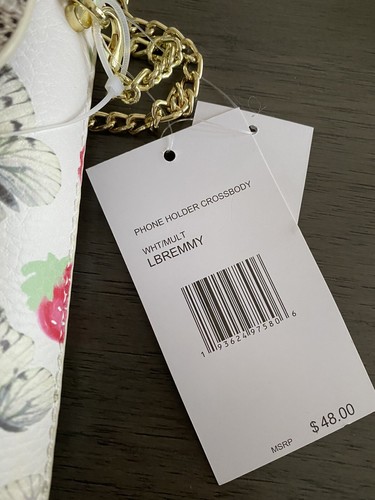 PHONE HOLDER CROSSBODY
WHT/MULT
LBREMMY
1 93624 97580 6
MSRP $48.00